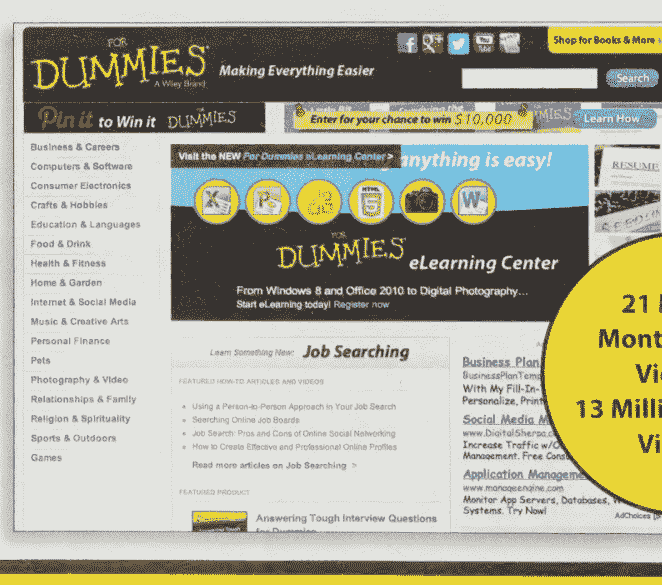 FOR
DUMMIES
A Wiley Brand
Making Everything Easier
You Tube
Shop for Books & More
Search
Pin it to Win it FOR DUMMIES
Enter for your chance to win $10,000
Learn How
Business & Careers
Computers & Software
Consumer Electronics
Crafts & Hobbies
Education & Languages
Food & Drink
Health & Fitness
Home & Garden
Internet & Social Media
Music & Creative Arts
Personal Finance
Pets
Photography & Video
Relationships & Family
Religion & Spirituality
Sports & Outdoors
Games
Visit the NEW For Dummies eLearning Center >
anything is easy!
HTML
5
W
FOR
DUMMIES eLearning Center
From Windows 8 and Office 2010 to Digital Photography...
Start eLearning today! Register now
RESUME
Learn Something New: Job Searching
FEATURED HOW-TO ARTICLES AND VIDEOS
Using a Person-to-Person Approach in Your Job Search
Searching Online Job Boards
Job Search: Pros and Cons of Online Social Networking
How to Create Effective and Professional Online Profiles
Read more articles on Job Searching >
FEATURED PRODUCT
Answering Tough Interview Questions
for Dummies
Business Plan
BusinessPlanTemp
With My Fill-In-
Personalize, Print
Social Media M
www.DigitalSherpa.c
Increase Traffic w/O
Management. Free Cons
Application Manageme
www.manageengine.com
Monitor App Servers, Databases,
Systems. Try Now!
AdChoices
21
Mont
Vi
13 Milli
Vi